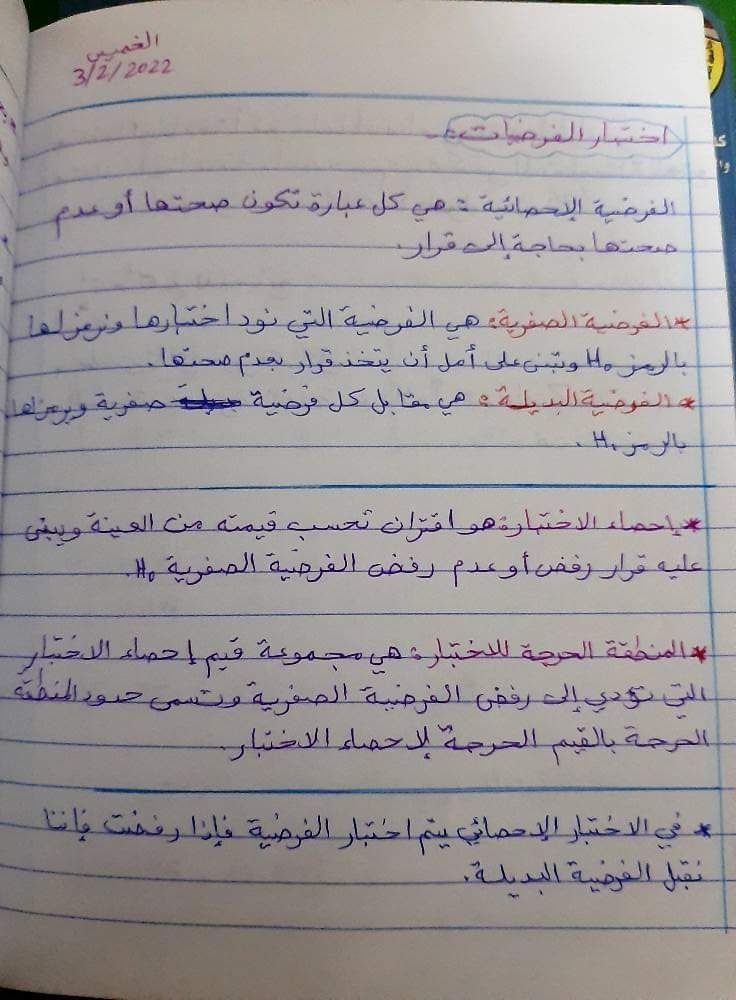 الخميس
3/2/2022
اختبار الفرضيات :-
الفرضية الإحصائية : هي كل عبارة تكون صحتها أو عدم
صحتها بحاجة إلى قرار.
*الفرضية الصفرية: هي الفرضية التي نود اختبارها ونرمز لها
بالرمز H₀ وتبنى على أمل أن يتخذ قرار بعدم صحتها.
*الفرضية البديلة : هي مقابل كل فرضية صفرية ويرمز لها
بالرمز H₁ .
*إحصاء الاختبار: هو اقتران تحسب قيمته من العينة ويبنى
عليه قرار رفض أو عدم رفض الفرضية الصفرية H₀.
*المنطقة الحرجة للاختبار: هي مجموعة قيم إحصاء الاختبار
التي تؤدي إلى رفض الفرضية الصفرية وتسمى حدود المنطقة
الحرجة بالقيم الحرجة لإحصاء الاختبار.
* في الاختبار الإحصائي يتم اختبار الفرضية فإذا رفضت فإننا
نقبل الفرضية البديلة.